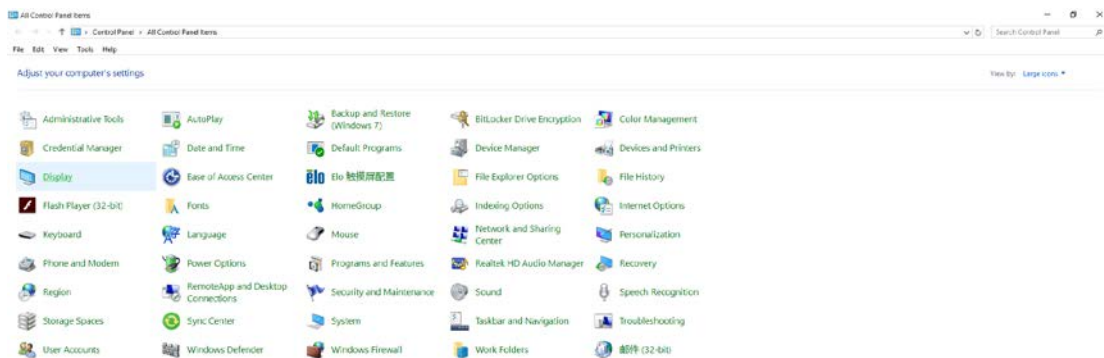 All Control Panel Items
Control Panel › All Control Panel Items
Search Control Panel
File Edit View Tools Help
Adjust your computer's settings
View by: Large icons
Administrative Tools
AutoPlay
Backup and Restore
(Windows 7)
BitLocker Drive Encryption
Color Management
Credential Manager
Date and Time
Default Programs
Device Manager
Devices and Printers
Display
Ease of Access Center
elo
Elo 触摸屏配置
File Explorer Options
File History
Flash Player (32-bit)
Fonts
HomeGroup
Indexing Options
Internet Options
Keyboard
Language
Mouse
Network and Sharing
Center
Personalization
Phone and Modem
Power Options
Programs and Features
Realtek HD Audio Manager
Recovery
Region
RemoteApp and Desktop
Connections
Security and Maintenance
Sound
Speech Recognition
Storage Spaces
Sync Center
System
Taskbar and Navigation
Troubleshooting
User Accounts
Windows Defender
Windows Firewall
Work Folders
邮件 (32-bit)